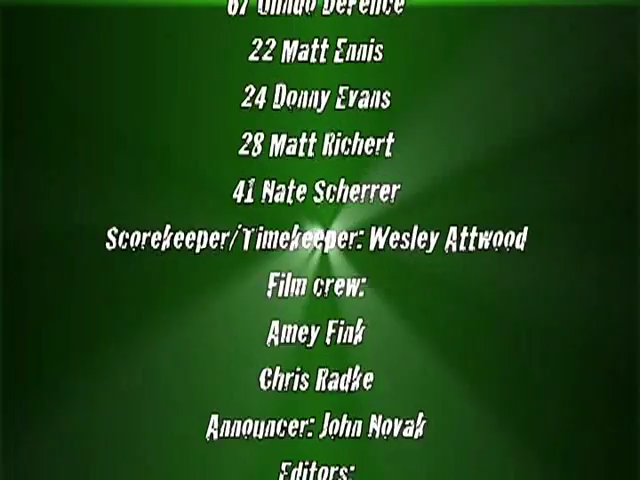 22 Matt Ennis
24 Donny Evans
28 Matt Richert
41 Nate Scherrer
Scorekeeper/Timekeeper: Wesley Attwood
Film crew:
Amey Fink
Chris Radke
Announcer: John Novak
Editors: